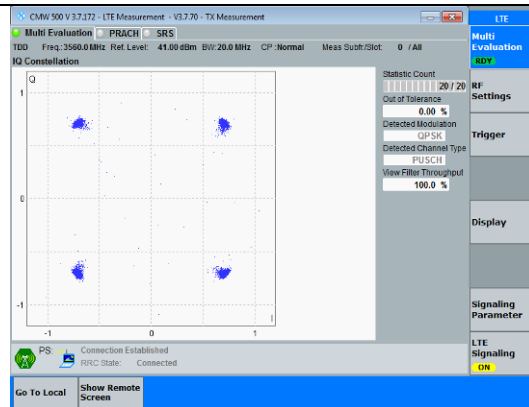 CMW 500 V 3.7.172 - LTE Measurement - V3.7.70 - TX Measurement
LTE
Multi Evaluation PRACH SRS
Multi
Evaluation
RDY
TDD Freq.: 3560.0 MHz Ref. Level: 41.00 dBm BW: 20.0 MHz CP : Normal Meas Subfr./Slot: 0 / All
IQ Constellation
Q
1
0
-1
-1 0 1
I
Statistic Count
20 / 20
Out of Tolerance
0.00 %
Detected Modulation
QPSK
Detected Channel Type
PUSCH
View Filter Throughput
100.0 %
RF
Settings
Trigger
Display
Signaling
Parameter
LTE
Signaling
ON
PS: Connection Established
RRC State: Connected
Go To Local
Show Remote
Screen